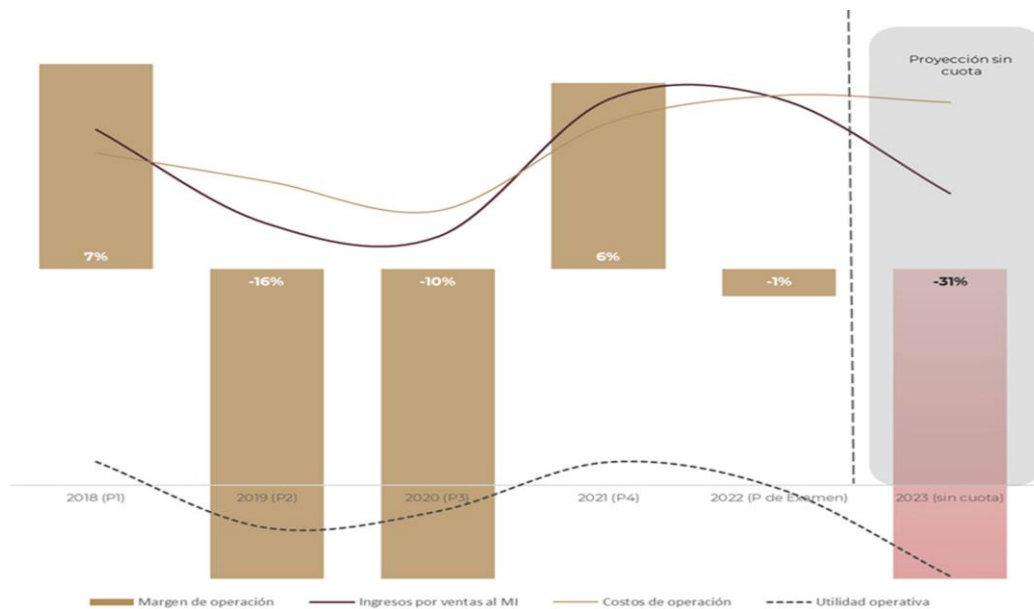 Proyección sin
cuota
7%
-16%
-10%
6%
-1%
-31%
2018 (P1)
2019 (P2)
2020 (P3)
2021 (P4)
2022 (P de Examen)
2023 (sin cuota)
Margen de operación
Ingresos por ventas al MI
Costos de operación
Utilidad operativa